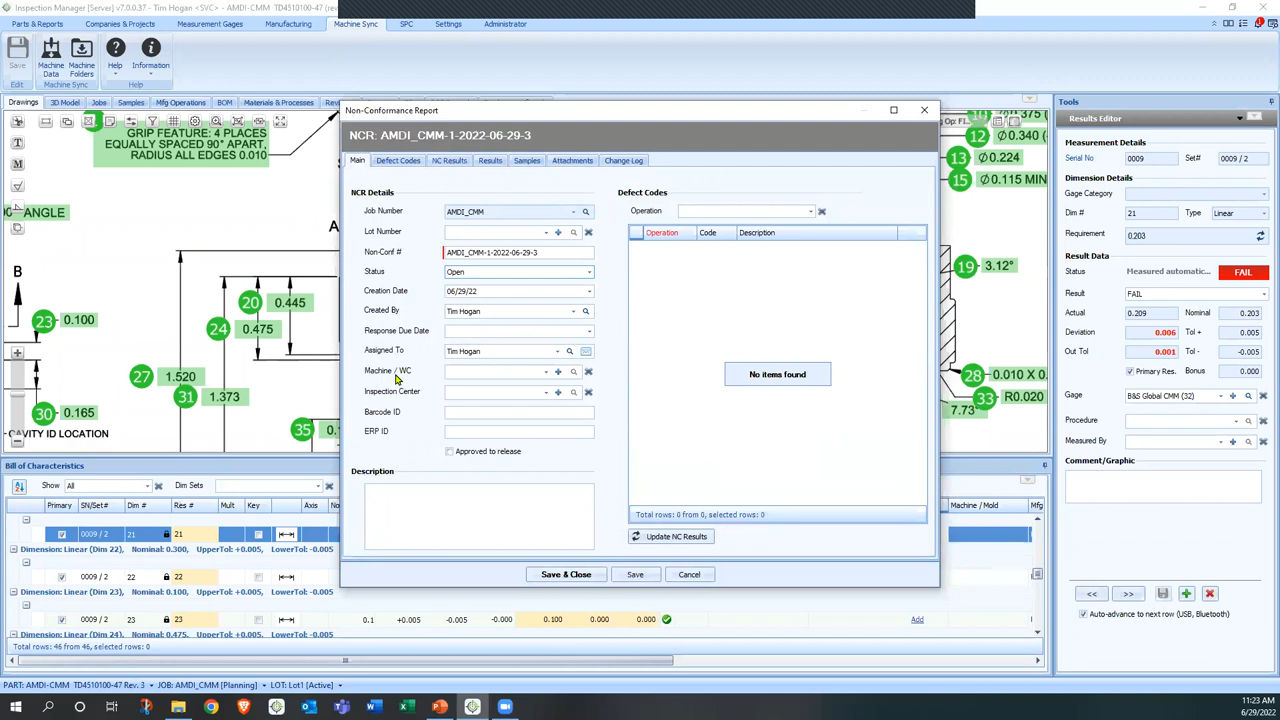 Inspection Manager [Server] v7.0.0.37 - Tim Hogan <SVC> - AMDI-CMM TD4510100-47 (rev
Parts & Reports Companies & Projects Measurement Gages Manufacturing Machine Sync SPC Settings Administrator
Save Machine Data Machine Folders Help Information
Edit Machine Sync Help
Drawings 3D Model Jobs Samples Mfg Operations BOM Materials & Processes
GRIP FEATURE: 4 PLACES
EQUALLY SPACED 90° APART,
RADIUS ALL EDGES 0.010
ANGLE
B
20 0.445
23 0.100
24 0.475
27 1.520
31 1.373
30 0.165
CAVITY ID LOCATION
35
Non-Conformance Report
NCR: AMDI_CMM-1-2022-06-29-3
Main Defect Codes NC Results Results Samples Attachments Change Log
NCR Details
Job Number AMDI_CMM
Lot Number
Non-Conf # AMDI_CMM-1-2022-06-29-3
Status Open
Creation Date 06/29/22
Created By Tim Hogan
Response Due Date
Assigned To Tim Hogan
Machine / WC
Inspection Center
Barcode ID
ERP ID
Approved to release
Description
Defect Codes
Operation
Operation Code Description
No items found
Total rows: 0 from 0, selected rows: 0
Update NC Results
Save & Close Save Cancel
12 Ø0.340
13 Ø0.224
15 Ø0.115 MIN
19 3.12°
28 0.010 X
33 R0.020
7.73°
Tools
Results Editor
Measurement Details
Serial No 0009 Set# 0009 / 2
Dimension Details
Gage Category
Dim # 21 Type Linear
Requirement 0.203
Result Data
Status Measured automatic... FAIL
Result FAIL
Actual 0.209 Nominal 0.203
Deviation 0.006 Tol + 0.005
Out Tol 0.001 Tol - -0.005
Primary Res. Bonus 0.000
Gage B&S Global CMM (32)
Procedure
Measured By
Comment/Graphic
<< >>
Auto-advance to next row (USB, Bluetooth)
Bill of Characteristics
Show All Dim Sets
Primary SN/Set# Dim # Res # Mult Key Axis Machine / Mold Mfg
0009 / 2 21 21
Dimension: Linear (Dim 22) Nominal: 0.300, UpperTol: +0.005, LowerTol: -0.005
0009 / 2 22 22
Dimension: Linear (Dim 23) Nominal: 0.100, UpperTol: +0.005, LowerTol: -0.005
0009 / 2 23 23 0.1 +0.005 -0.005 -0.000 0.100 0.000 0.000 Add
Dimension: Linear (Dim 24) Nominal: 0.475, UpperTol: +0.005, LowerTol: -0.005
Total rows: 46 from 46, selected rows: 0
PART: AMDI-CMM TD4510100-47 Rev. 3 JOB: AMDI_CMM [Planning] LOT: Lot1 [Active]
11:23 AM
6/29/2022